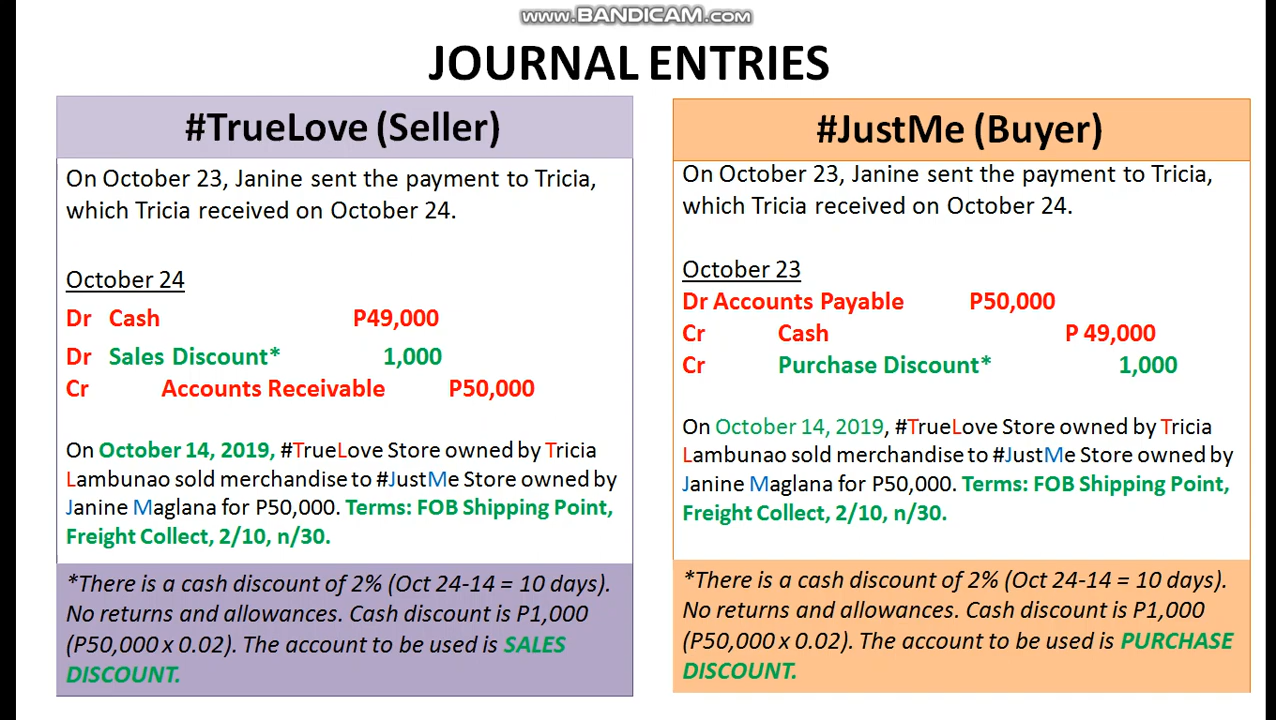 www.BANDICAM.com
JOURNAL ENTRIES
#TrueLove (Seller)
On October 23, Janine sent the payment to Tricia,
which Tricia received on October 24.
October 24
Dr Cash P49,000
Dr Sales Discount* 1,000
Cr Accounts Receivable P50,000
On October 14, 2019, #TrueLove Store owned by Tricia
Lambunao sold merchandise to #JustMe Store owned by
Janine Maglana for P50,000. Terms: FOB Shipping Point,
Freight Collect, 2/10, n/30.
*There is a cash discount of 2% (Oct 24-14 = 10 days).
No returns and allowances. Cash discount is P1,000
(P50,000 x 0.02). The account to be used is SALES
DISCOUNT.
#JustMe (Buyer)
On October 23, Janine sent the payment to Tricia,
which Tricia received on October 24.
October 23
Dr Accounts Payable P50,000
Cr Cash P 49,000
Cr Purchase Discount* 1,000
On October 14, 2019, #TrueLove Store owned by Tricia
Lambunao sold merchandise to #JustMe Store owned by
Janine Maglana for P50,000. Terms: FOB Shipping Point,
Freight Collect, 2/10, n/30.
*There is a cash discount of 2% (Oct 24-14 = 10 days).
No returns and allowances. Cash discount is P1,000
(P50,000 x 0.02). The account to be used is PURCHASE
DISCOUNT.